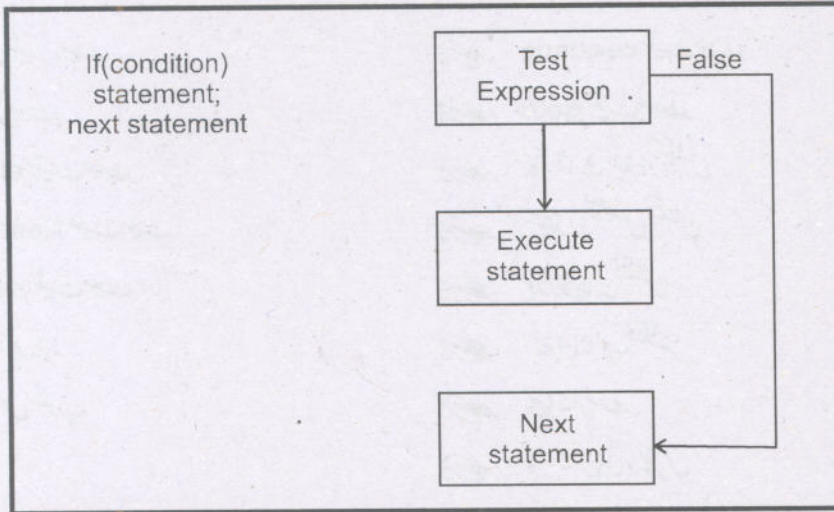 If(condition)
statement;
next statement
Test
Expression
False
Execute
statement
Next
statement